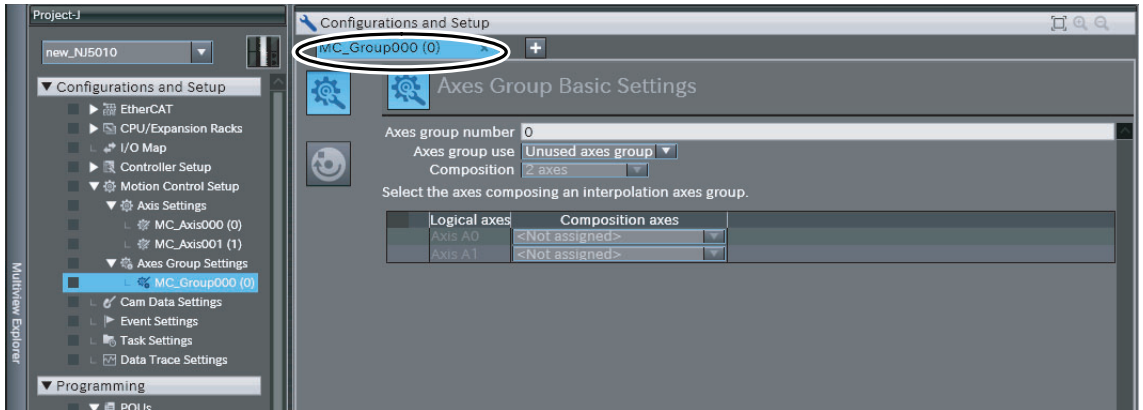 Project-J
new_NJ5010
Configurations and Setup
EtherCAT
CPU/Expansion Racks
I/O Map
Controller Setup
Motion Control Setup
Axis Settings
MC_Axis000 (0)
MC_Axis001 (1)
Axes Group Settings
MC_Group000 (0)
Cam Data Settings
Event Settings
Task Settings
Data Trace Settings
Programming
POUs
Multiview Explorer
Configurations and Setup
MC_Group000 (0) x +
Axes Group Basic Settings
Axes group number 0
Axes group use Unused axes group
Composition 2 axes
Select the axes composing an interpolation axes group.
Logical axes Composition axes
Axis A0 <Not assigned>
Axis A1 <Not assigned>